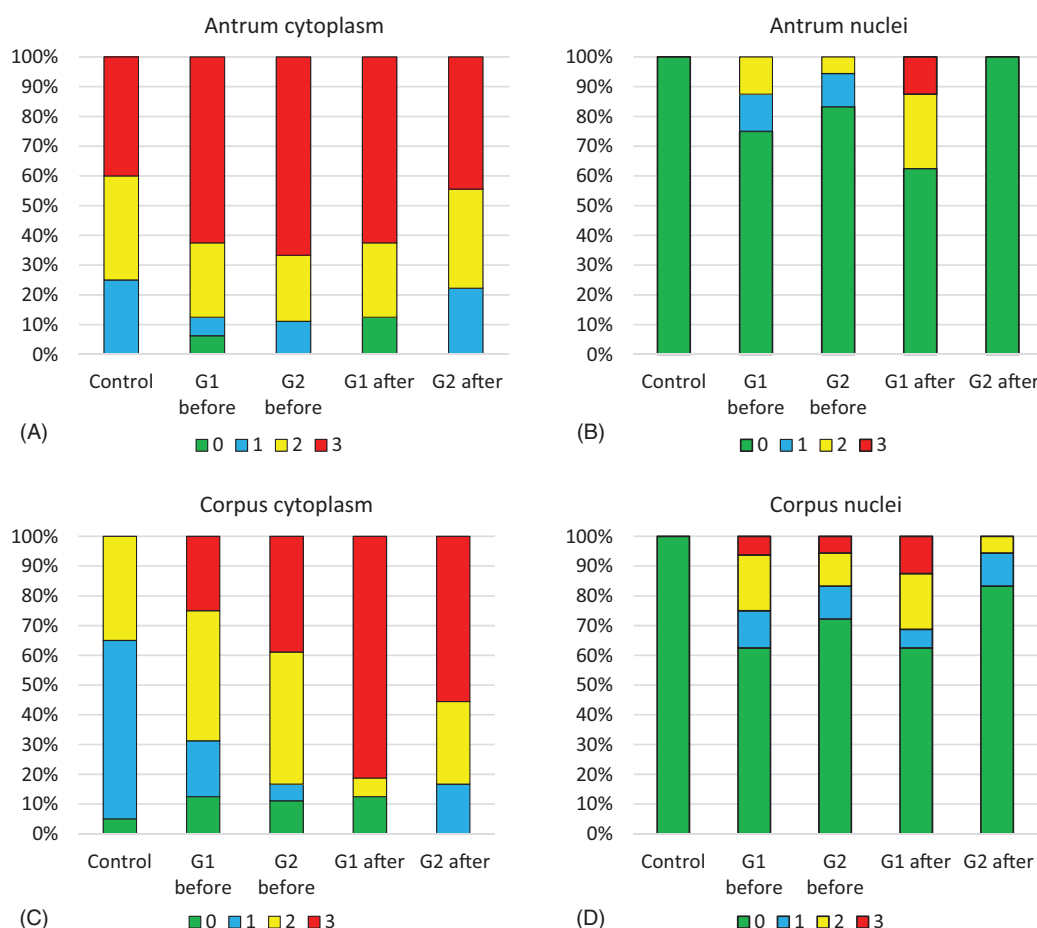 Antrum cytoplasm
100%
90%
80%
70%
60%
50%
40%
30%
20%
10%
0%
Control G1 before G2 before G1 after G2 after
(A)
0 1 2 3
Antrum nuclei
100%
90%
80%
70%
60%
50%
40%
30%
20%
10%
0%
Control G1 before G2 before G1 after G2 after
(B)
0 1 2 3
Corpus cytoplasm
100%
90%
80%
70%
60%
50%
40%
30%
20%
10%
0%
Control G1 before G2 before G1 after G2 after
(C)
0 1 2 3
Corpus nuclei
100%
90%
80%
70%
60%
50%
40%
30%
20%
10%
0%
Control G1 before G2 before G1 after G2 after
(D)
0 1 2 3